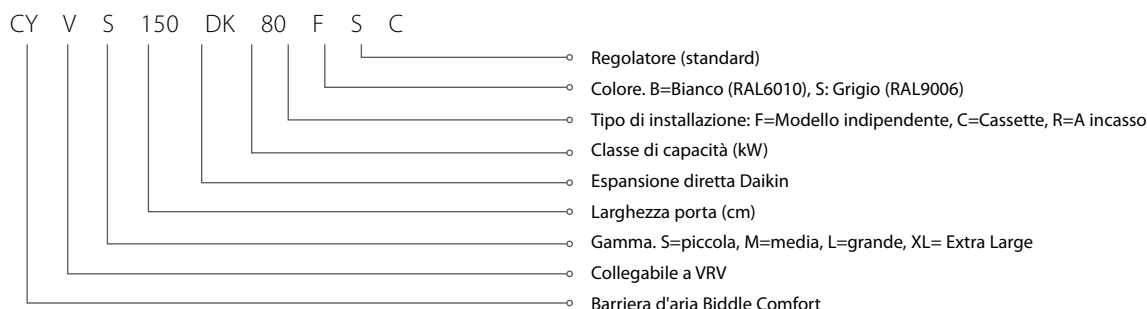 CY V S 150 DK 80 F S C
Regolatore (standard)
Colore. B=Bianco (RAL6010), S: Grigio (RAL9006)
Tipo di installazione: F=Modello indipendente, C=Cassette, R=A incasso
Classe di capacità (kW)
Espansione diretta Daikin
Larghezza porta (cm)
Gamma. S=piccola, M=media, L=grande, XL= Extra Large
Collegabile a VRV
Barriera d'aria Biddle Comfort